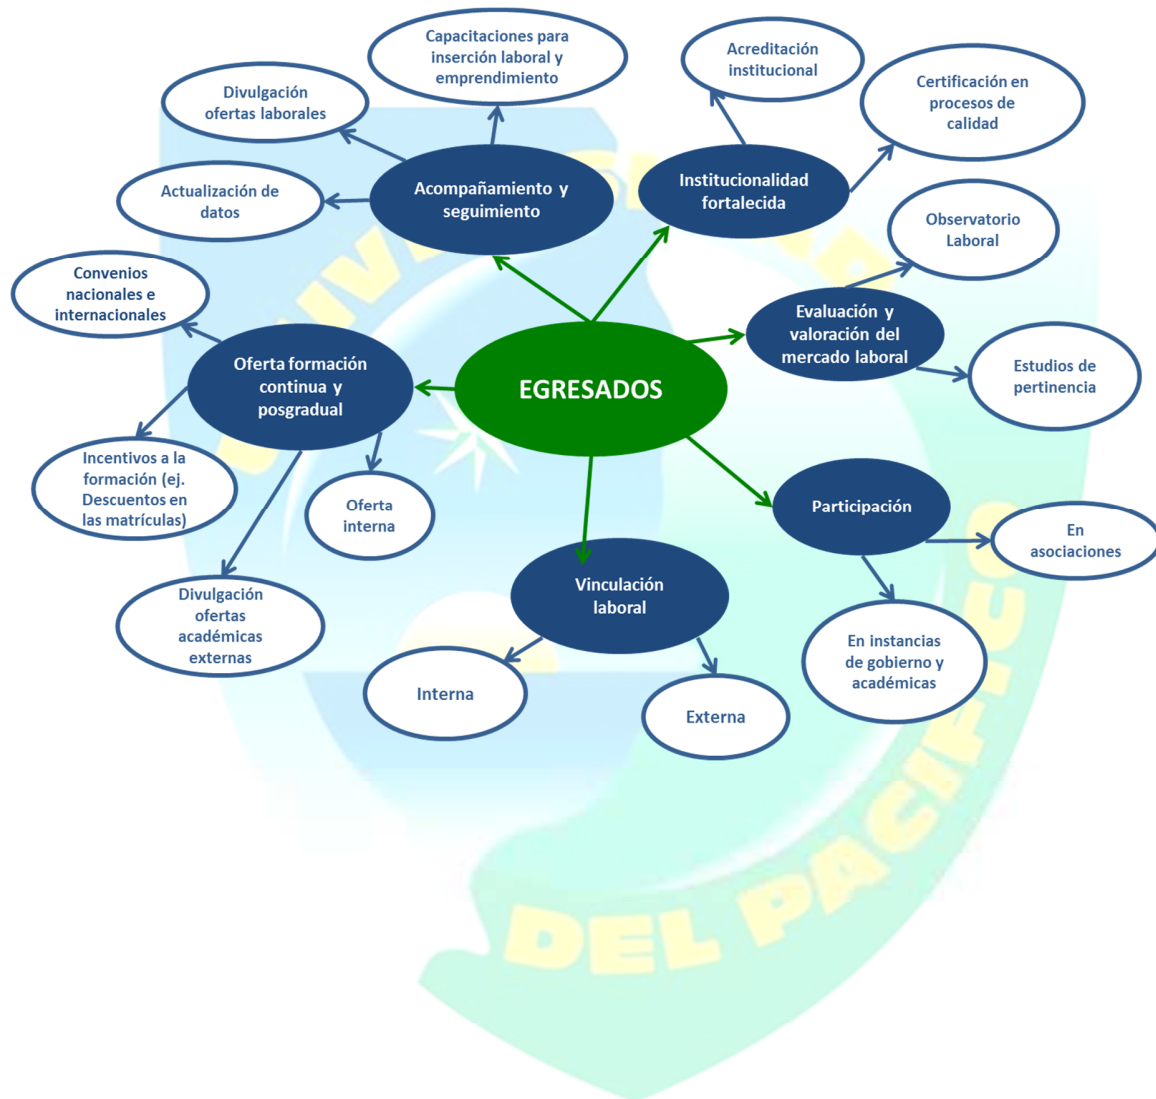 Capacitaciones para
inserción laboral y
emprendimiento
Acreditación
institucional
Divulgación
ofertas laborales
Certificación en
procesos de
calidad
Acompañamiento y
seguimiento
Institucionalidad
fortalecida
Actualización de
datos
Observatorio
Laboral
Convenios
nacionales e
internacionales
Evaluación y
valoración del
mercado laboral
Oferta formación
continua y
posgradual
EGRESADOS
Estudios de
pertinencia
Incentivos a la
formación (ej.
Descuentos en
las matrículas)
Oferta
interna
Participación
En
asociaciones
Vinculación
laboral
Divulgación
ofertas
académicas
externas
En instancias
de gobierno y
académicas
Interna
Externa
DEL PACIFICO